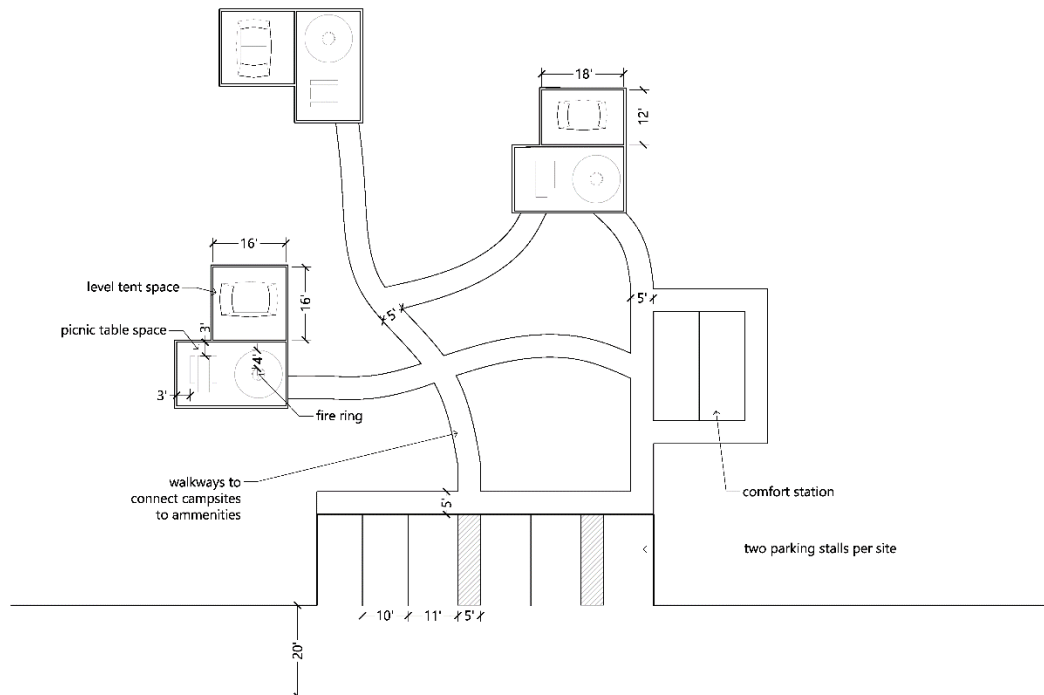 18'
12'
16'
level tent space
16'
3'
picnic table space
4'
3'
fire ring
5'
5'
walkways to
connect campsites
to ammenities
5'
comfort station
two parking stalls per site
10'
11'
5'
20'